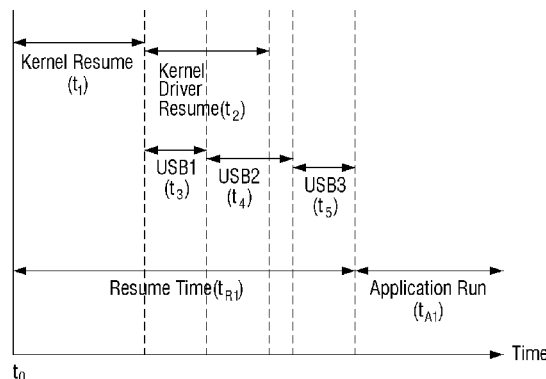 Kernel Resume
(t1)
Kernel
Driver
Resume(t2)
USB1
(t3)
USB2
(t4)
USB3
(t5)
Resume Time(tR1)
Application Run
(tA1)
Time
t0